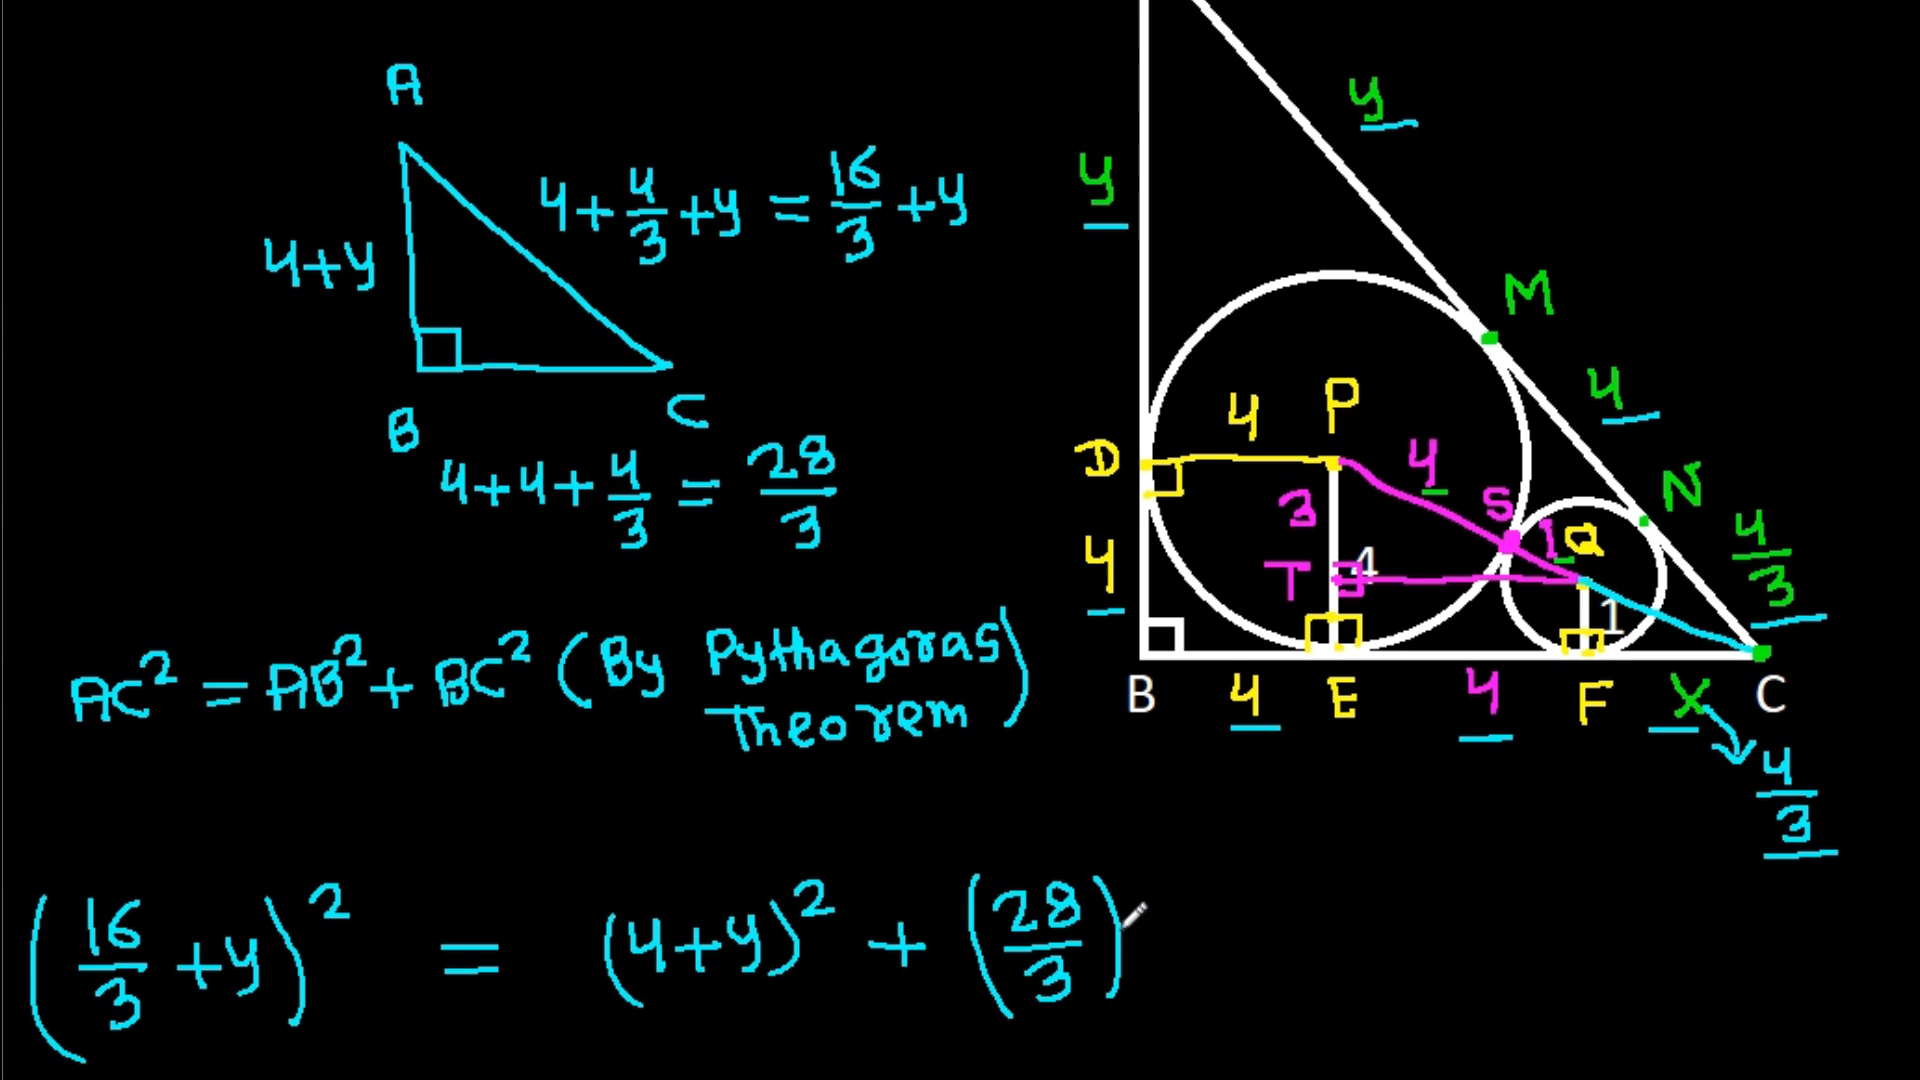 A
4+y
4+4/3+y = 16/3+y
B
C
4+4+4/3 = 28/3
AC² = AB² + BC² (By Pythagoras Theorem)
(16/3 +y)² = (4+y)² + (28/3)
y
y
M
4
P
4
D
4
3
S
1
Q
N
4/3
4
T
3
4
1
B
4
E
4
F
X
C
4/3